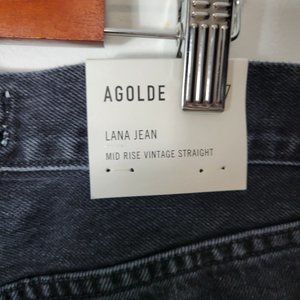 AGOLDE
LANA JEAN
MID RISE VINTAGE STRAIGHT